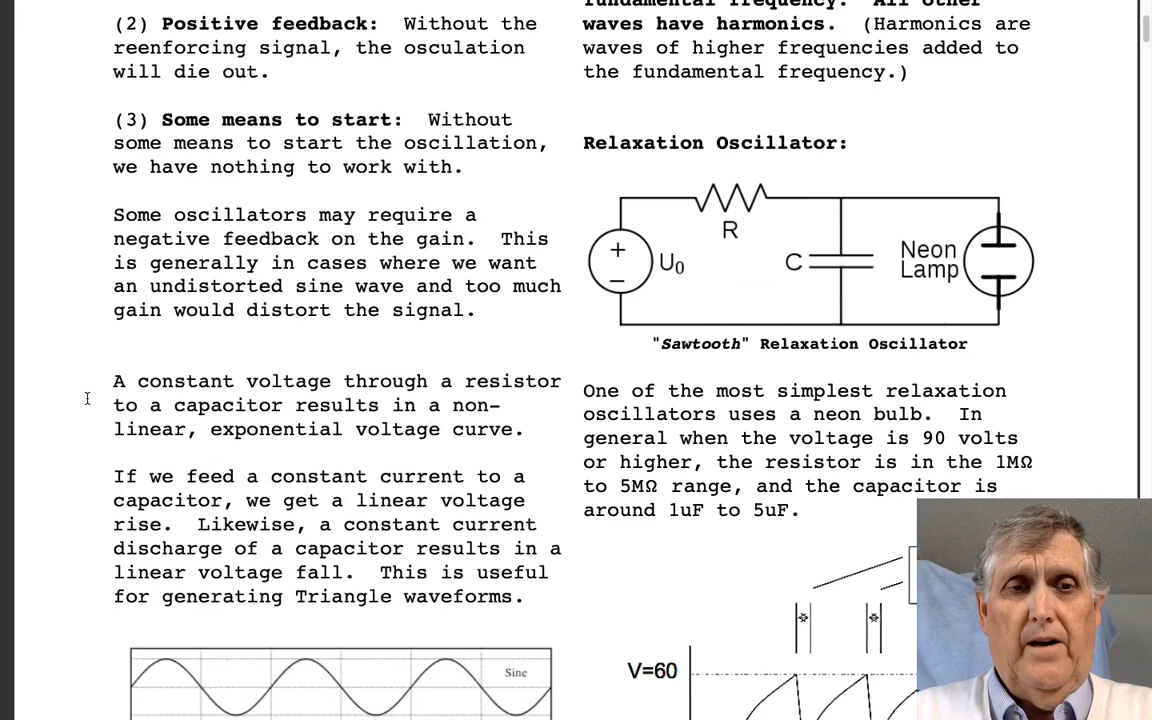 (2) Positive feedback: Without the
reenforcing signal, the osculation
will die out.
(3) Some means to start: Without
some means to start the oscillation,
we have nothing to work with.
Some oscillators may require a
negative feedback on the gain. This
is generally in cases where we want
an undistorted sine wave and too much
gain would distort the signal.
A constant voltage through a resistor
to a capacitor results in a non-
linear, exponential voltage curve.
If we feed a constant current to a
capacitor, we get a linear voltage
rise. Likewise, a constant current
discharge of a capacitor results in a
linear voltage fall. This is useful
for generating Triangle waveforms.
Sine
fundamental frequency. All other
waves have harmonics. (Harmonics are
waves of higher frequencies added to
the fundamental frequency.)
Relaxation Oscillator:
R
+
U0
−
C
Neon
Lamp
"Sawtooth" Relaxation Oscillator
One of the most simplest relaxation
oscillators uses a neon bulb. In
general when the voltage is 90 volts
or higher, the resistor is in the 1MΩ
to 5MΩ range, and the capacitor is
around 1uF to 5uF.
V=60